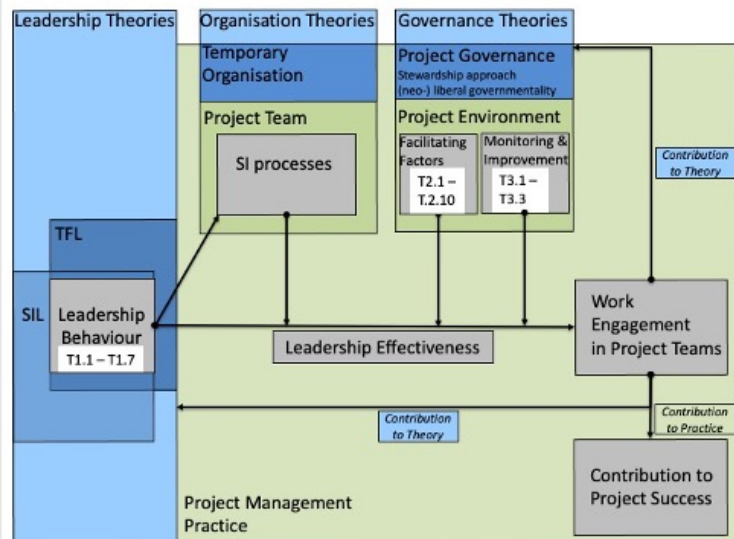 Leadership Theories
Organisation Theories
Governance Theories
Temporary
Organisation
Project Governance
Stewardship approach
(neo-) liberal governmentality
Project Team
SI processes
Project Environment
Facilitating
Factors
T2.1 –
T.2.10
Monitoring &
Improvement
T3.1 –
T3.3
Contribution
to Theory
TFL
SIL
Leadership
Behaviour
T1.1 – T1.7
Leadership Effectiveness
Work
Engagement
in Project Teams
Contribution
to Theory
Contribution
to Practice
Contribution to
Project Success
Project Management
Practice